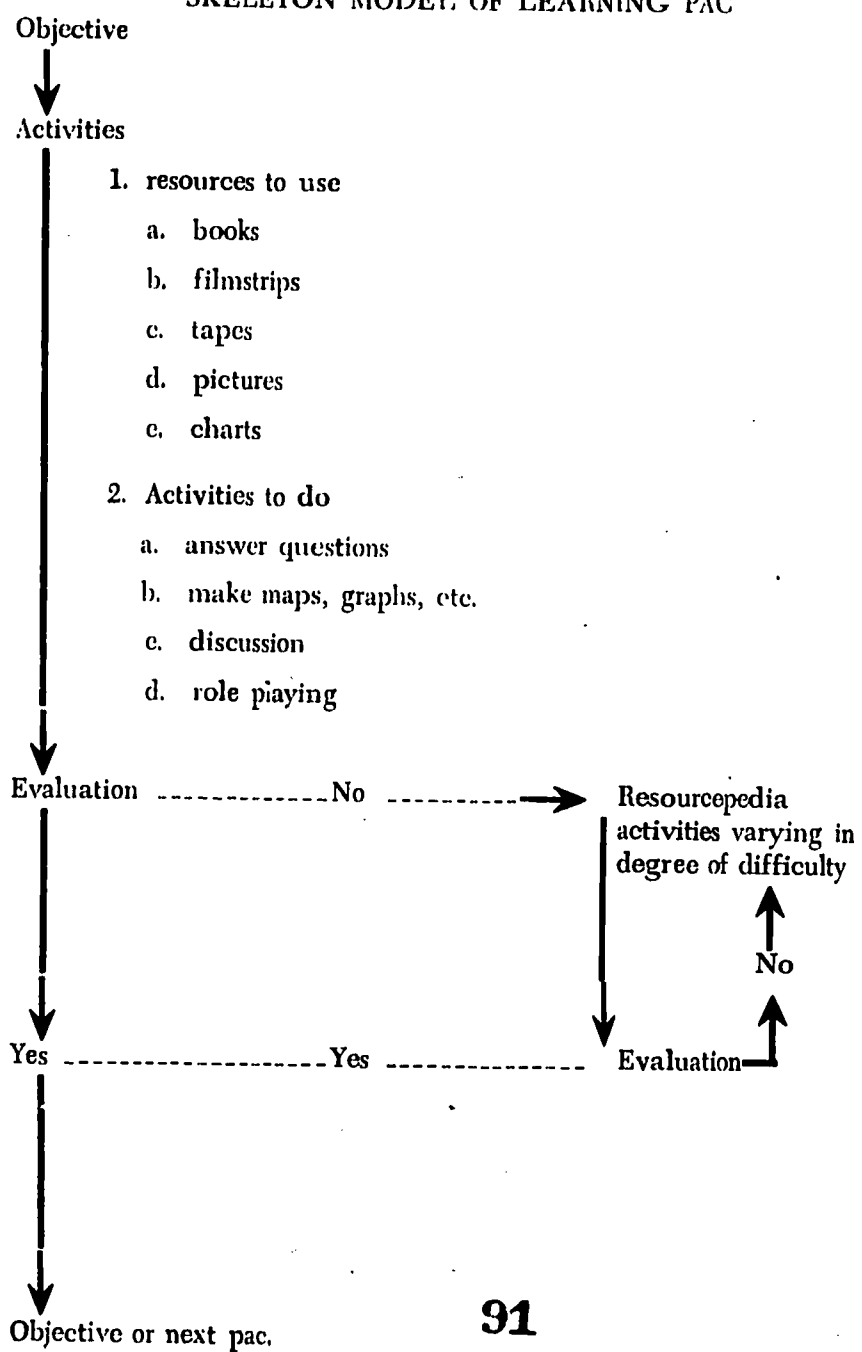 SKELETON MODEL OF LEARNING PAC
Objective
Activities
1. resources to use
a. books
b. filmstrips
c. tapes
d. pictures
e. charts
2. Activities to do
a. answer questions
b. make maps, graphs, etc.
c. discussion
d. role playing
Evaluation No Resourcepedia
activities varying in
degree of difficulty
No
Yes Yes Evaluation
Objective or next pac.
91